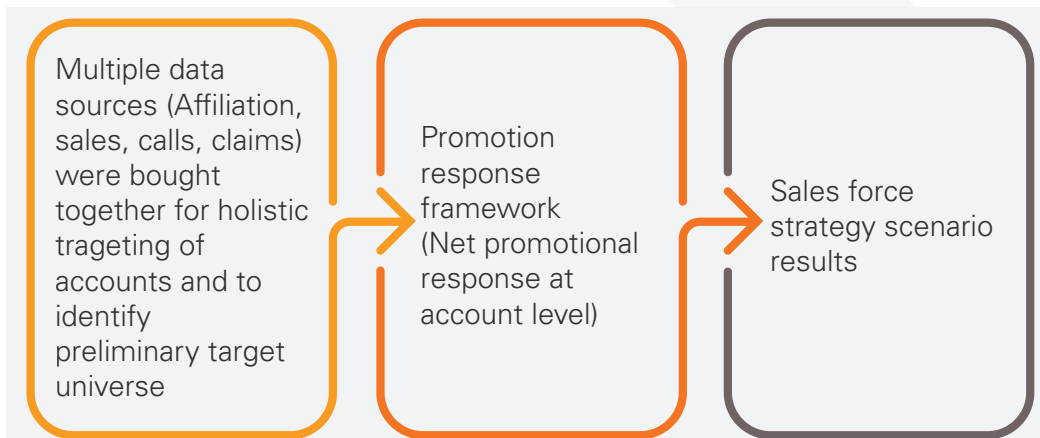 Multiple data
sources (Affiliation,
sales, calls, claims)
were bought
together for holistic
trageting of
accounts and to
identify
preliminary target
universe
Promotion
response
framework
(Net promotional
response at
account level)
Sales force
strategy scenario
results